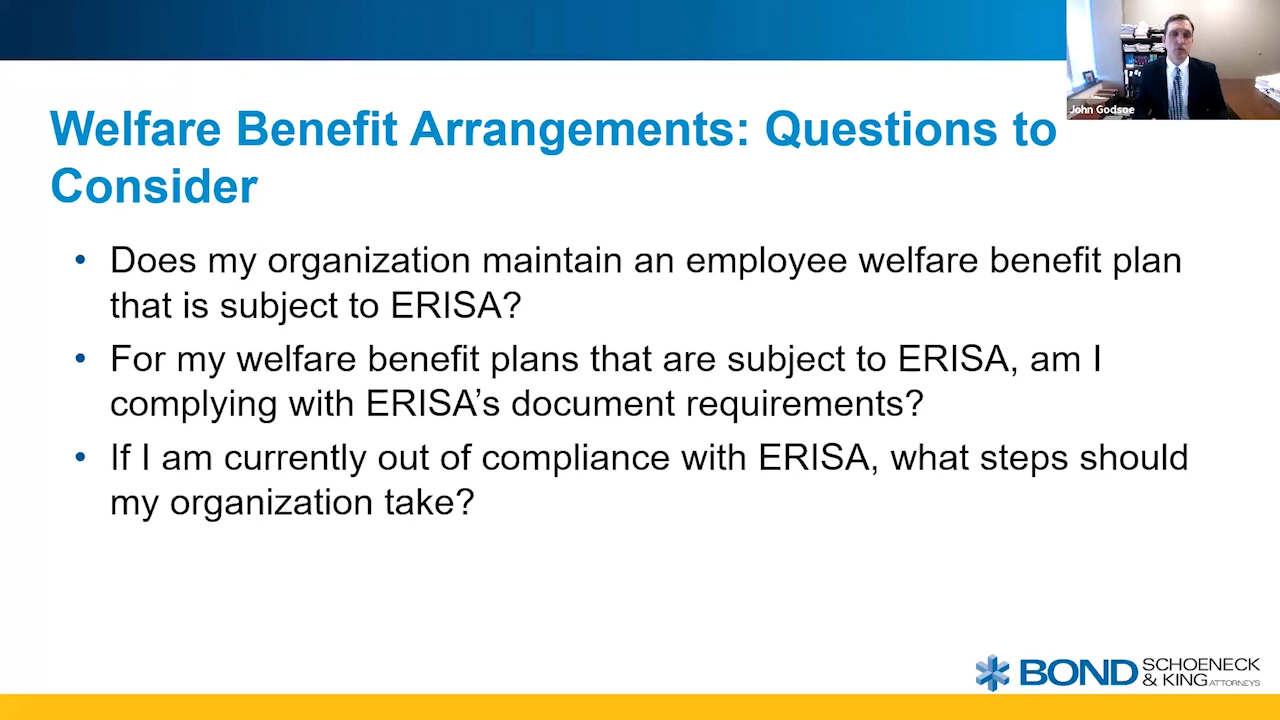 John Godsoe
Welfare Benefit Arrangements: Questions to
Consider
• Does my organization maintain an employee welfare benefit plan
that is subject to ERISA?
• For my welfare benefit plans that are subject to ERISA, am I
complying with ERISA’s document requirements?
• If I am currently out of compliance with ERISA, what steps should
my organization take?
BOND SCHOENECK
& KING ATTORNEYS